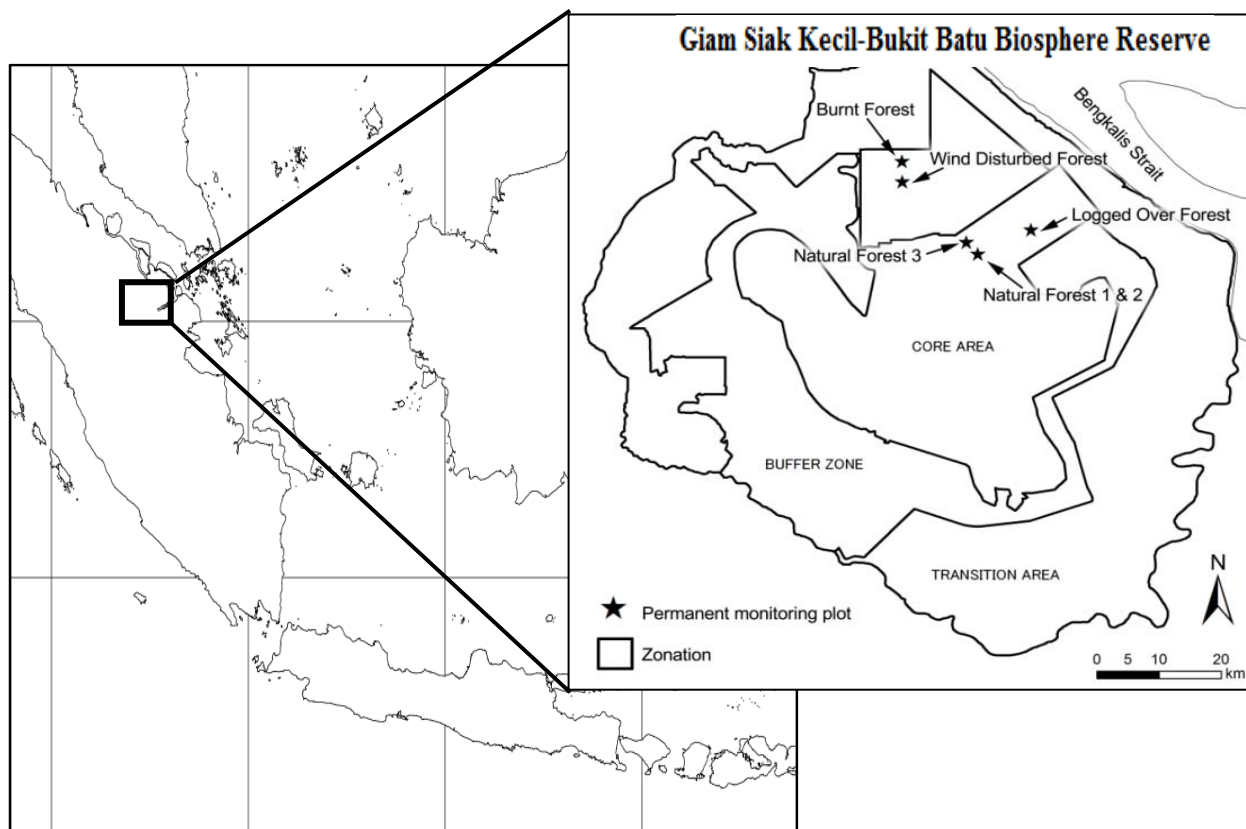 Giam Siak Kecil-Bukit Batu Biosphere Reserve
Bengkalis Strait
Burnt Forest
Wind Disturbed Forest
Logged Over Forest
Natural Forest 3
Natural Forest 1 & 2
CORE AREA
BUFFER ZONE
TRANSITION AREA
N
Permanent monitoring plot
Zonation
0 5 10 20
km